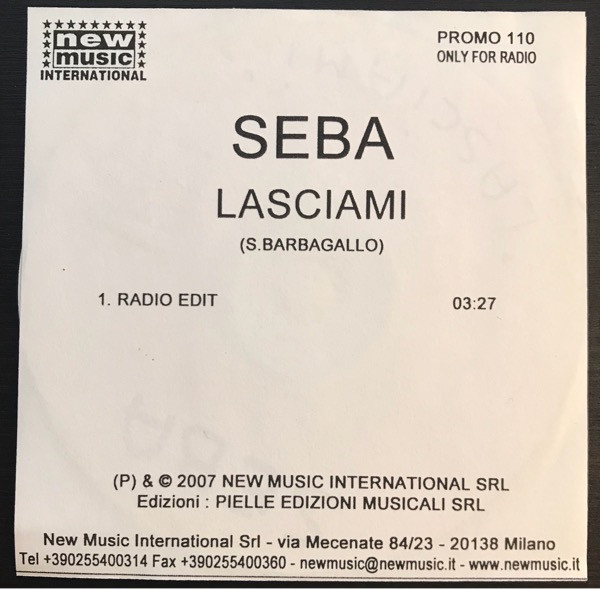 new
music
INTERNATIONAL
PROMO 110
ONLY FOR RADIO
SEBA
LASCIAMI
(S.BARBAGALLO)
1. RADIO EDIT 03:27
(P) & © 2007 NEW MUSIC INTERNATIONAL SRL
Edizioni : PIELLE EDIZIONI MUSICALI SRL
New Music International Srl - via Mecenate 84/23 - 20138 Milano
Tel +390255400314 Fax +390255400360 - newmusic@newmusic.it - www.newmusic.it